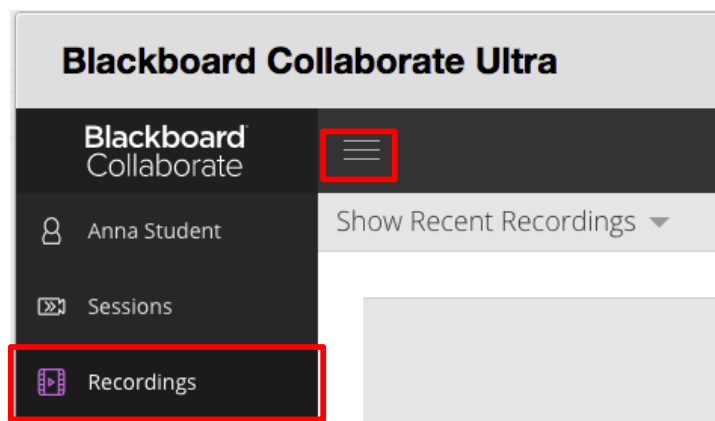 Blackboard Collaborate Ultra
Blackboard
Collaborate
Anna Student
Show Recent Recordings
Sessions
Recordings